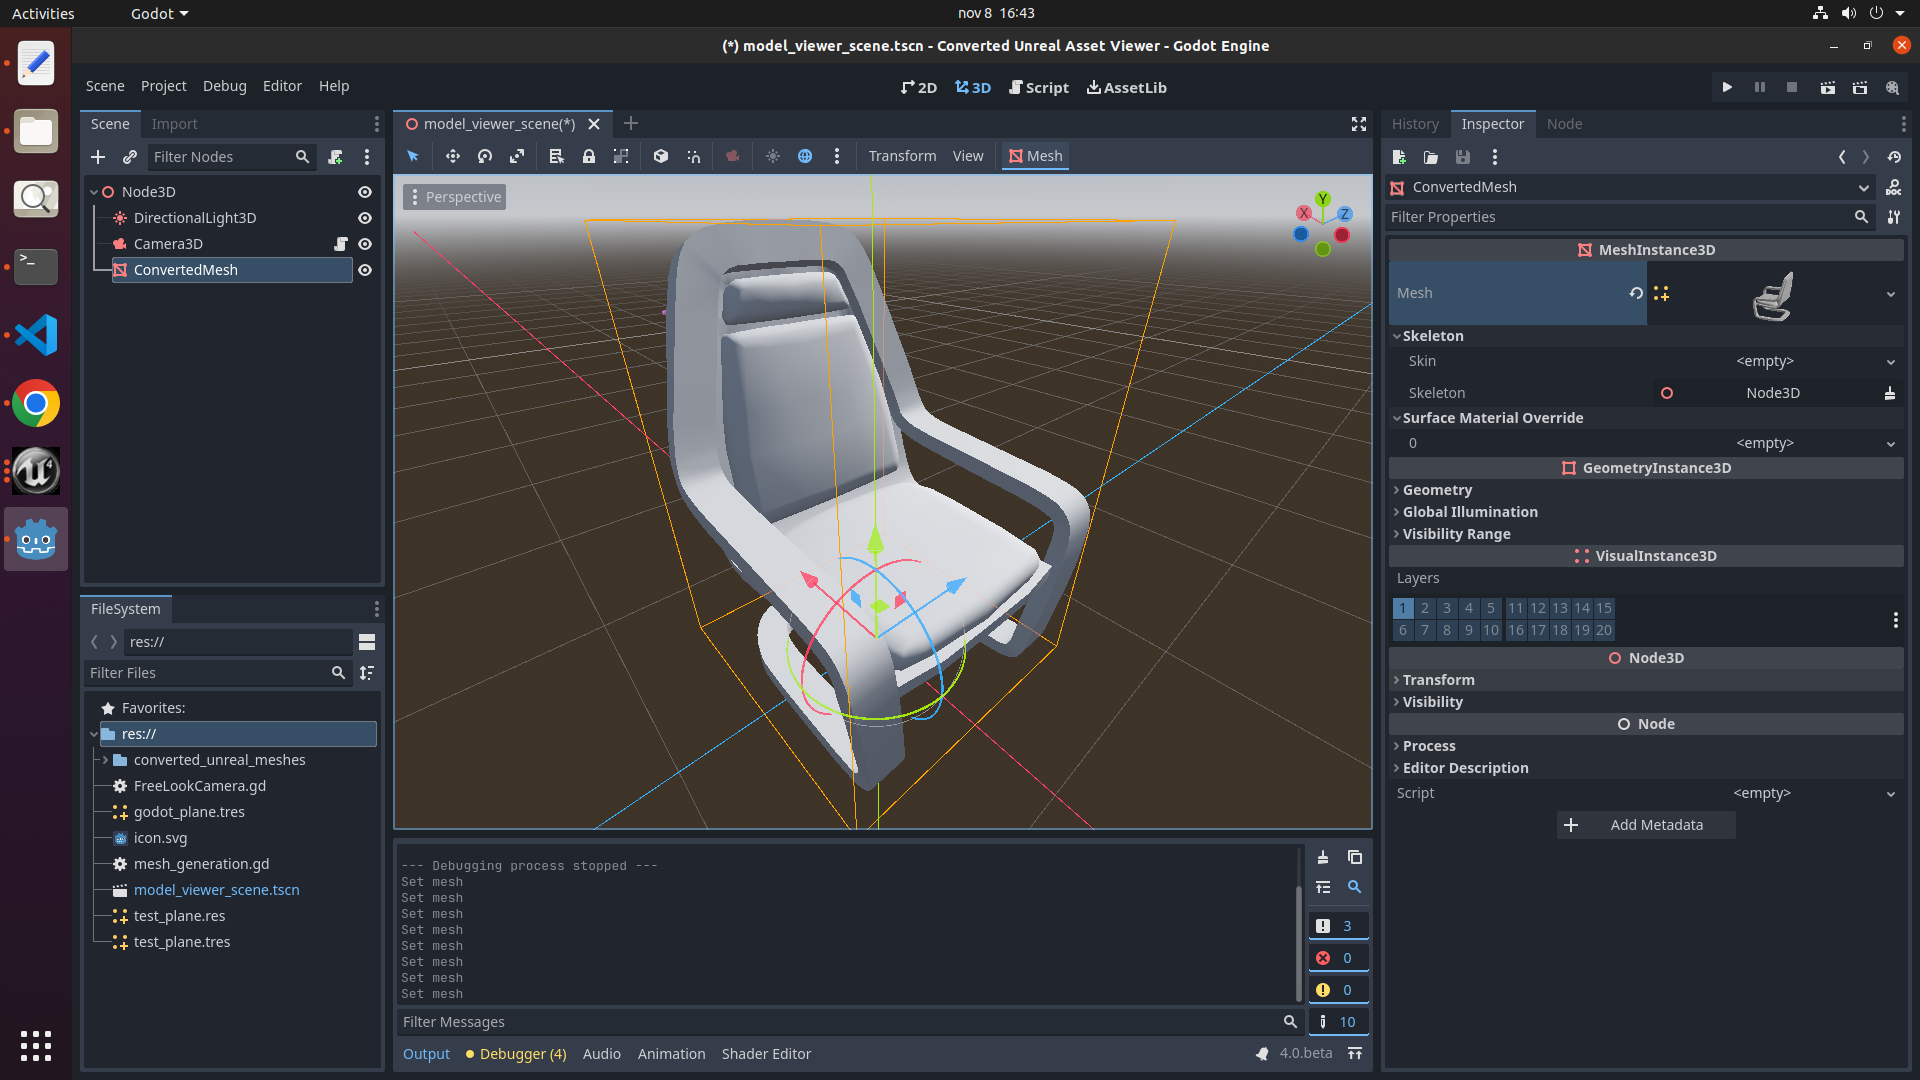 Activities
Godot
nov 8 16:43
(*) model_viewer_scene.tscn - Converted Unreal Asset Viewer - Godot Engine
Scene Project Debug Editor Help
2D 3D Script AssetLib
Scene Import
Filter Nodes
Node3D
DirectionalLight3D
Camera3D
ConvertedMesh
FileSystem
res://
Filter Files
Favorites:
res://
converted_unreal_meshes
FreeLookCamera.gd
godot_plane.tres
icon.svg
mesh_generation.gd
model_viewer_scene.tscn
test_plane.res
test_plane.tres
model_viewer_scene(*)
Transform View Mesh
Perspective
Y
X
Z
--- Debugging process stopped ---
Set mesh
Set mesh
Set mesh
Set mesh
Set mesh
Set mesh
Set mesh
Set mesh
3
0
0
10
Filter Messages
Output Debugger (4) Audio Animation Shader Editor
4.0.beta
History Inspector Node
ConvertedMesh
DOC
Filter Properties
MeshInstance3D
Mesh
Skeleton
Skin <empty>
Skeleton Node3D
Surface Material Override
0 <empty>
GeometryInstance3D
Geometry
Global Illumination
Visibility Range
VisualInstance3D
Layers
1 2 3 4 5 11 12 13 14 15
6 7 8 9 10 16 17 18 19 20
Node3D
Transform
Visibility
Node
Process
Editor Description
Script <empty>
Add Metadata